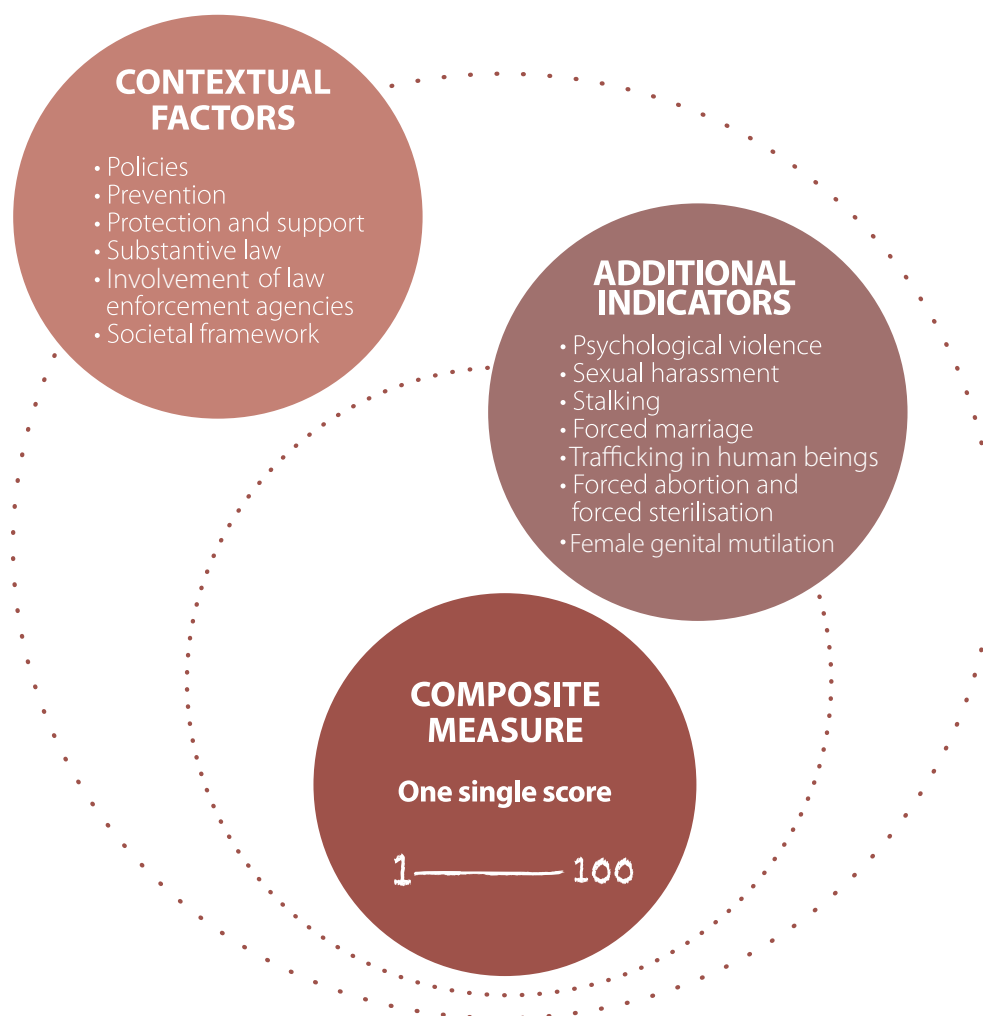 CONTEXTUAL
FACTORS
• Policies
• Prevention
• Protection and support
• Substantive law
• Involvement of law
enforcement agencies
• Societal framework
ADDITIONAL
INDICATORS
• Psychological violence
• Sexual harassment
• Stalking
• Forced marriage
• Trafficking in human beings
• Forced abortion and
forced sterilisation
• Female genital mutilation
COMPOSITE
MEASURE
One single score
1 100